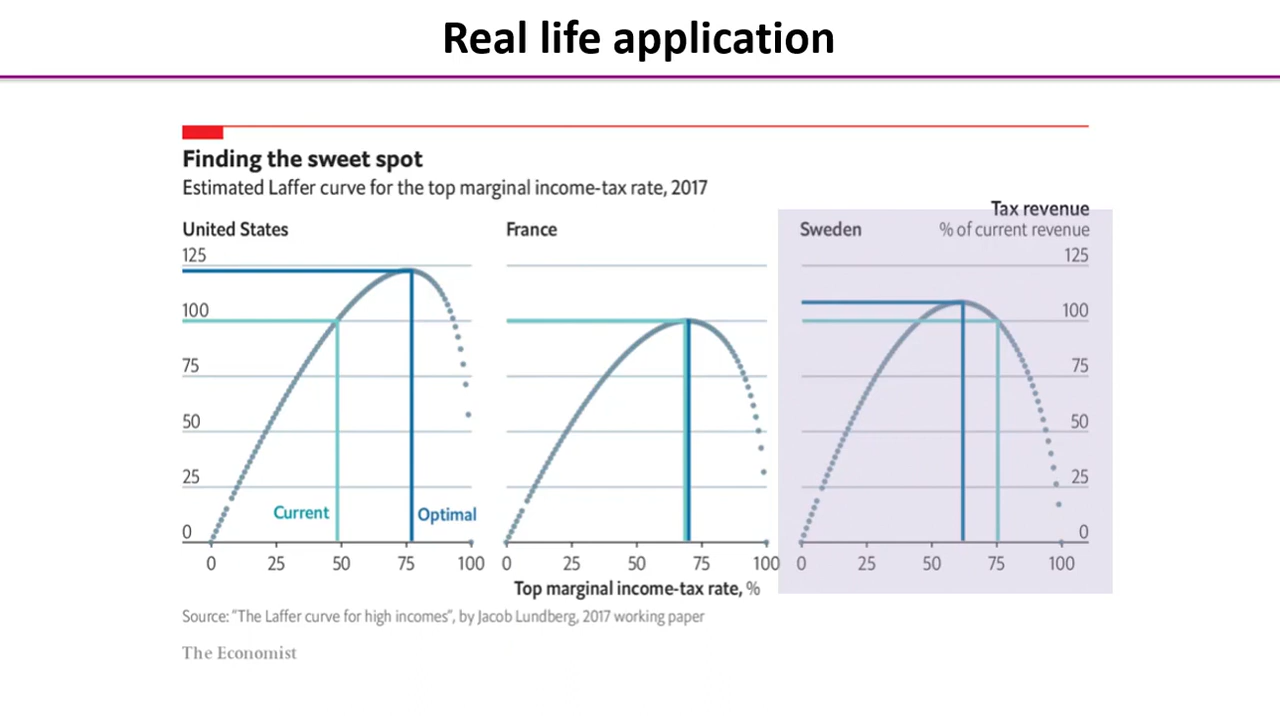 Real life application
Finding the sweet spot
Estimated Laffer curve for the top marginal income-tax rate, 2017
Tax revenue
United States
France
Sweden
% of current revenue
125
125
100
100
75
75
50
50
25
25
Current
Optimal
0
0
0 25 50 75 100
0 25 50 75 100
0 25 50 75 100
Top marginal income-tax rate, %
Source: "The Laffer curve for high incomes", by Jacob Lundberg, 2017 working paper
The Economist